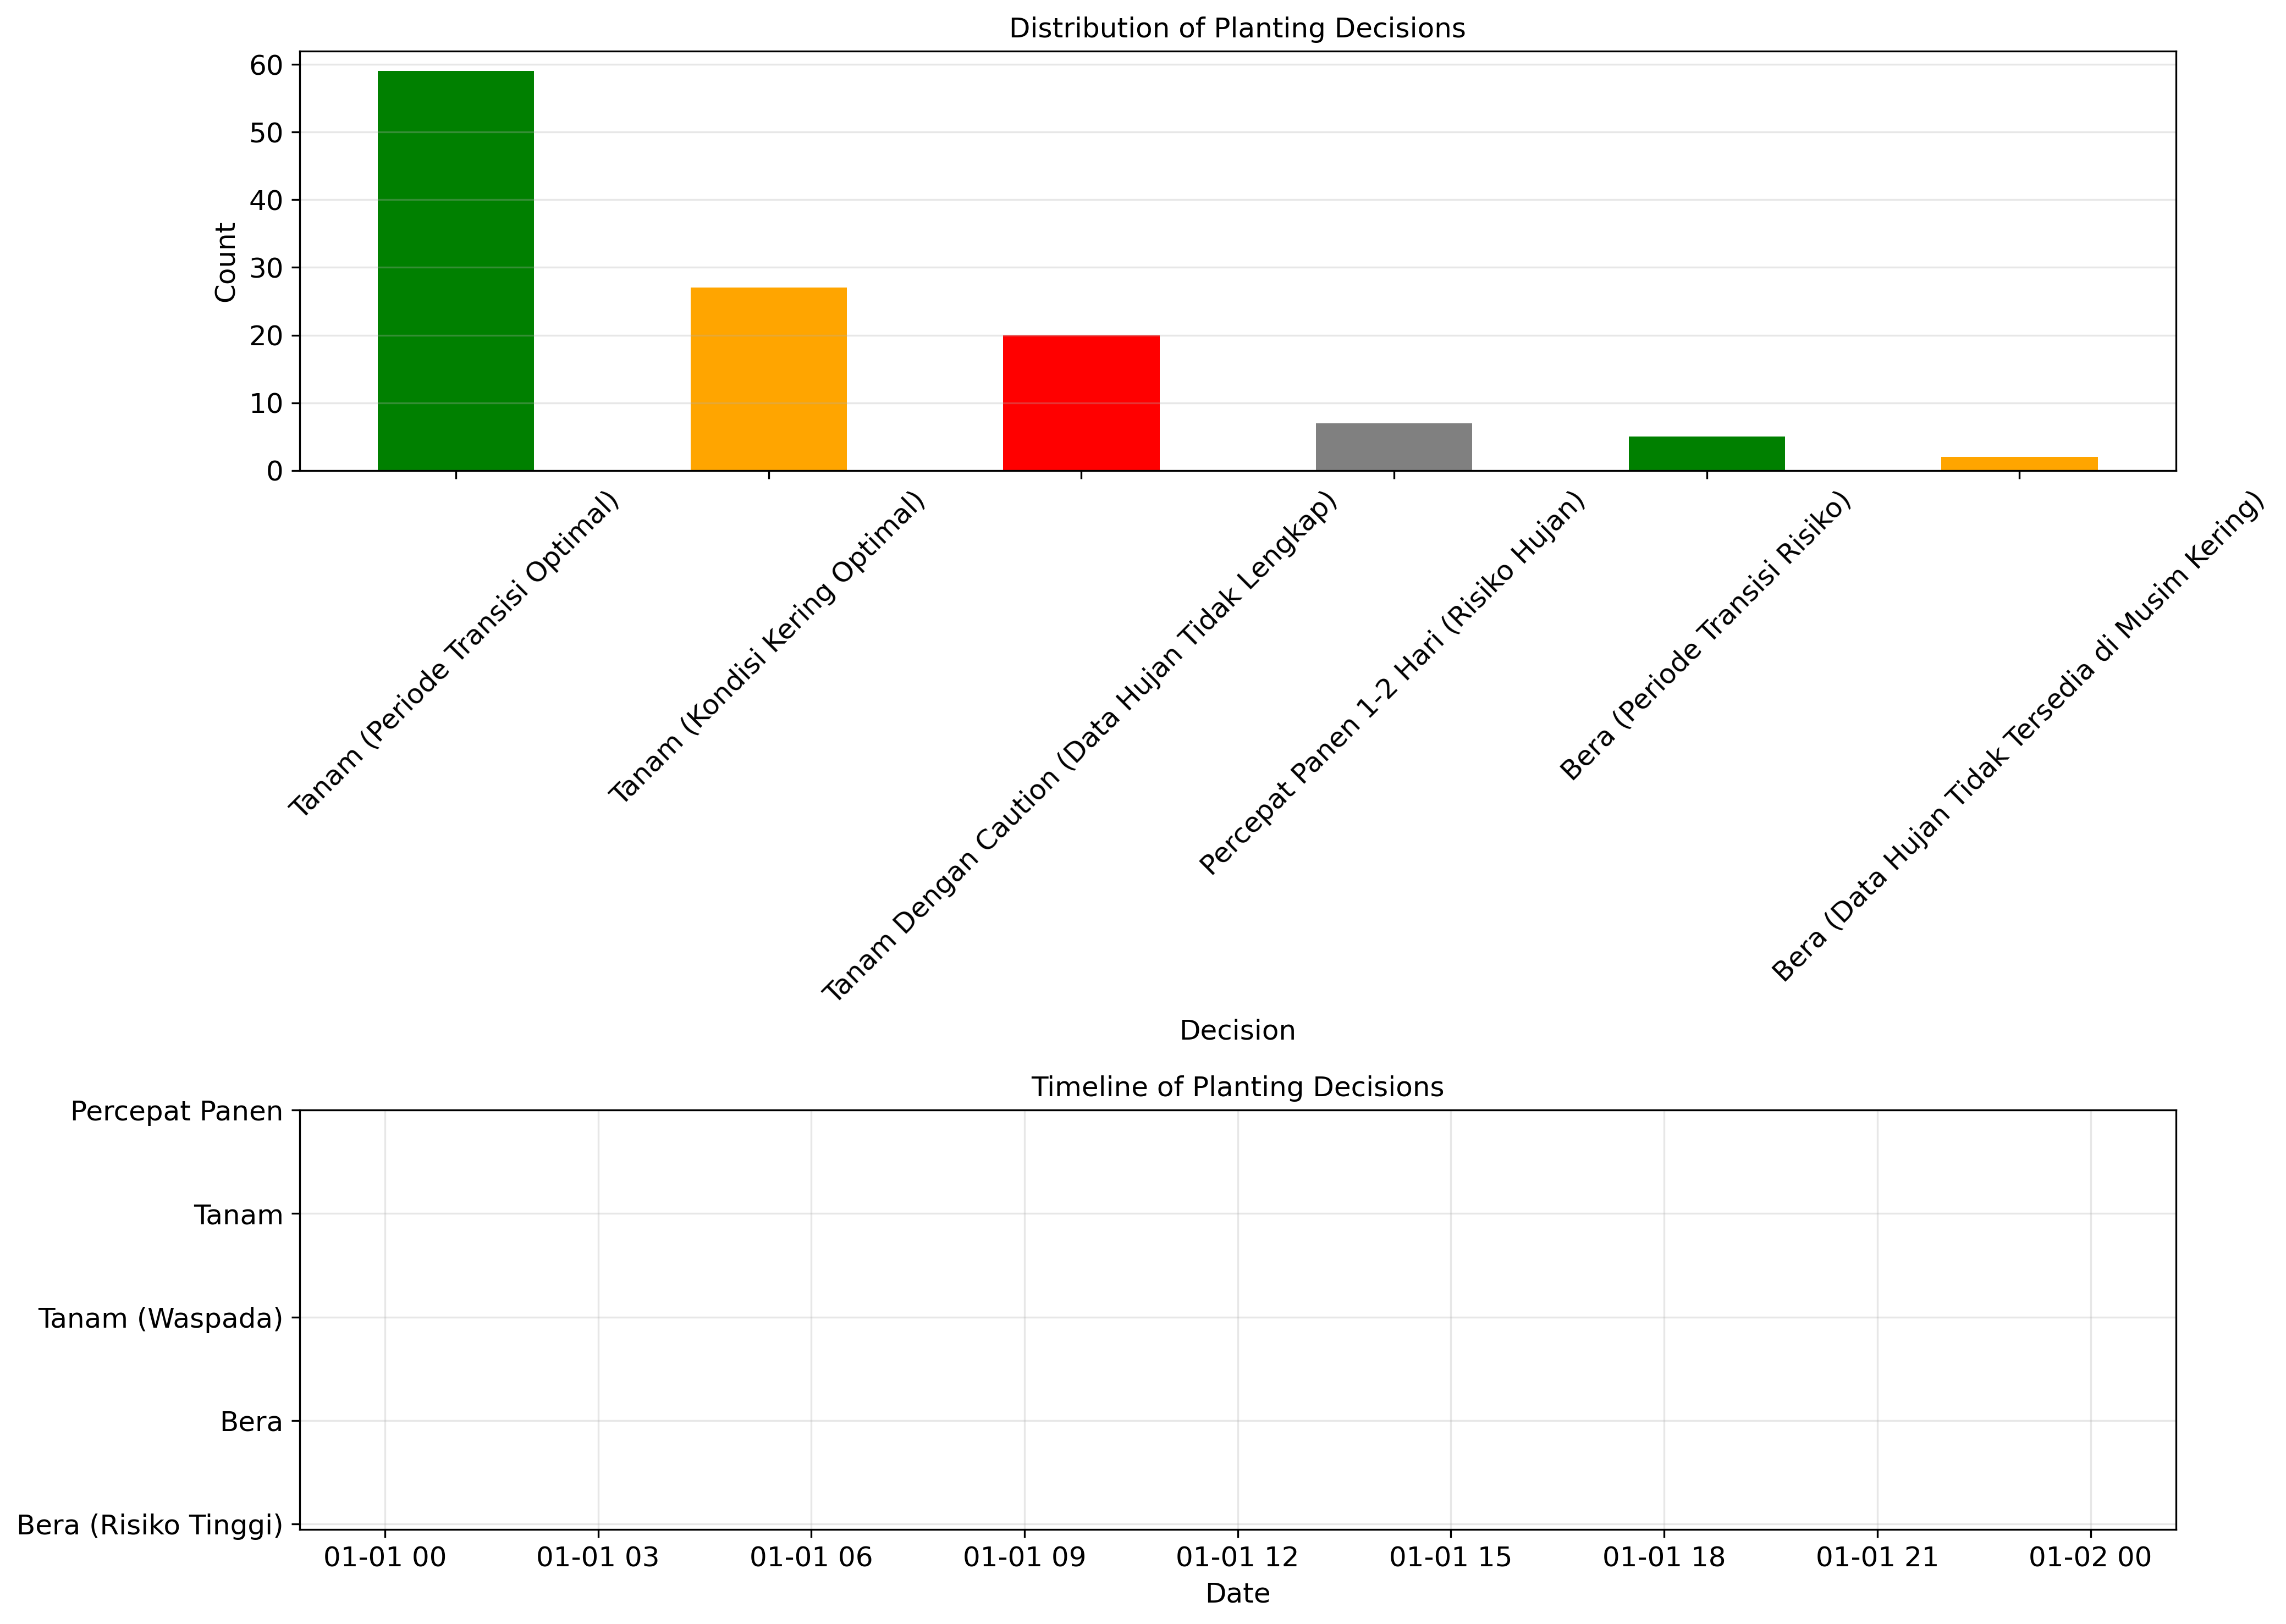 Distribution of Planting Decisions
Count
60
50
40
30
20
10
0
Tanam (Periode Transisi Optimal)
Tanam (Kondisi Kering Optimal)
Tanam Dengan Caution (Data Hujan Tidak Lengkap)
Percepat Panen 1-2 Hari (Risiko Hujan)
Bera (Periode Transisi Risiko)
Bera (Data Hujan Tidak Tersedia di Musim Kering)
Decision
Timeline of Planting Decisions
Percepat Panen
Tanam
Tanam (Waspada)
Bera
Bera (Risiko Tinggi)
01-01 00
01-01 03
01-01 06
01-01 09
01-01 12
01-01 15
01-01 18
01-01 21
01-02 00
Date